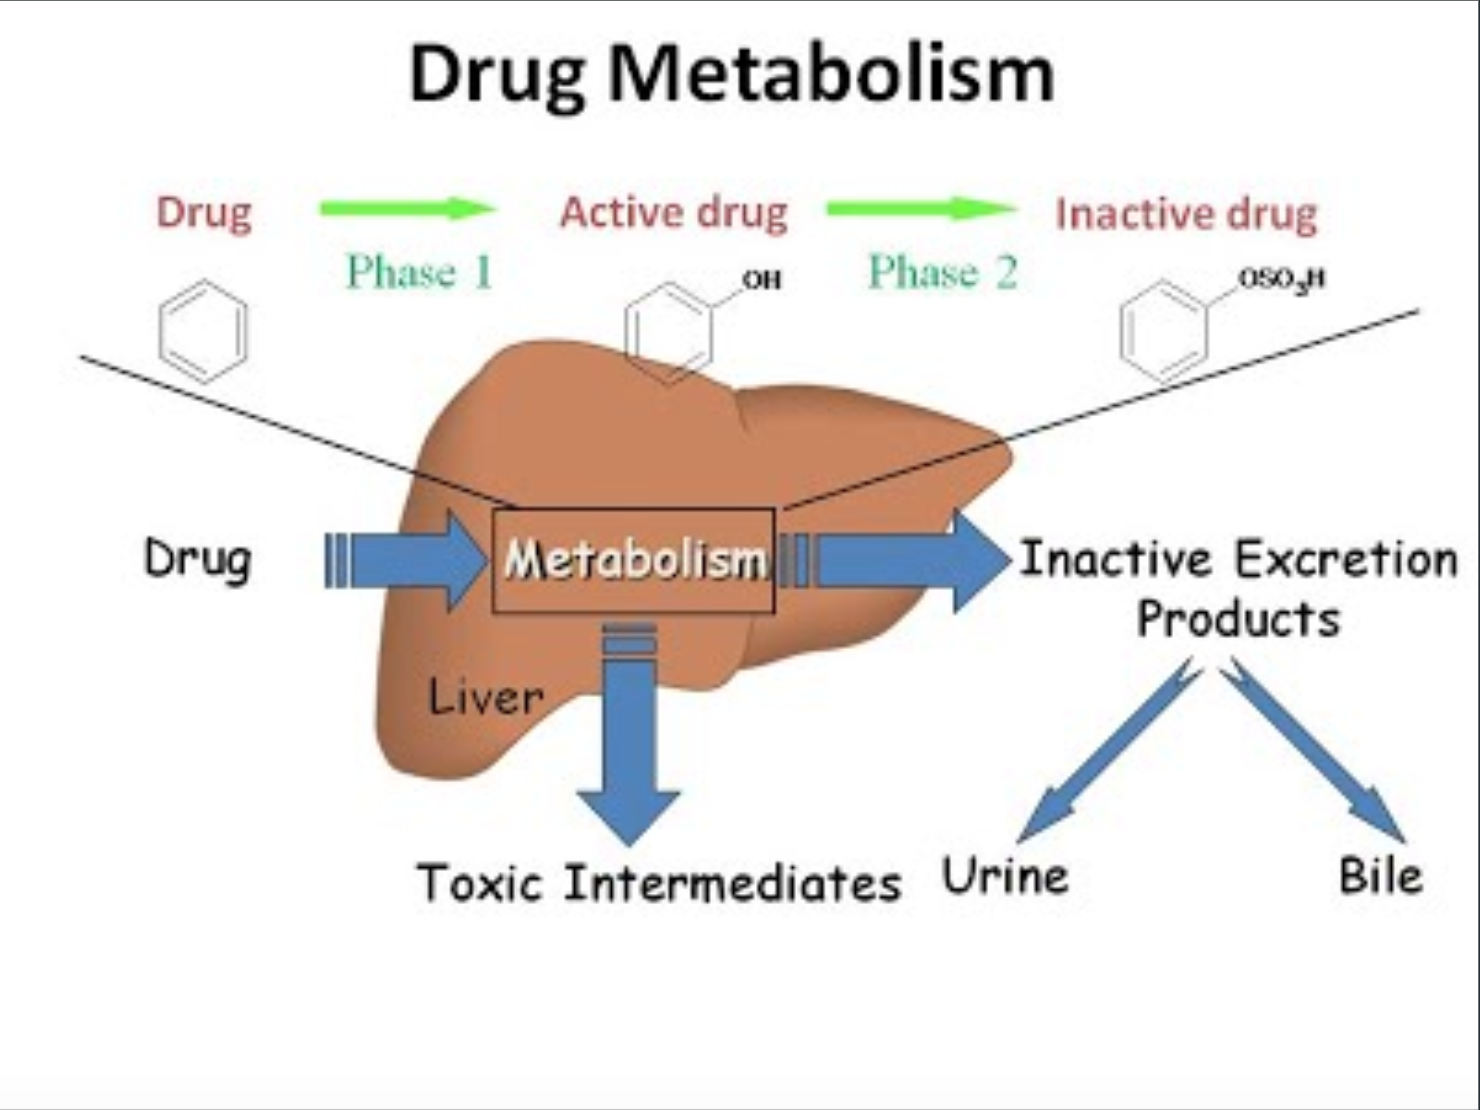 Drug Metabolism
Drug
Active drug
Inactive drug
Phase 1
Phase 2
OH
OSO₃H
Drug
Metabolism
Inactive Excretion
Products
Liver
Toxic Intermediates
Urine
Bile